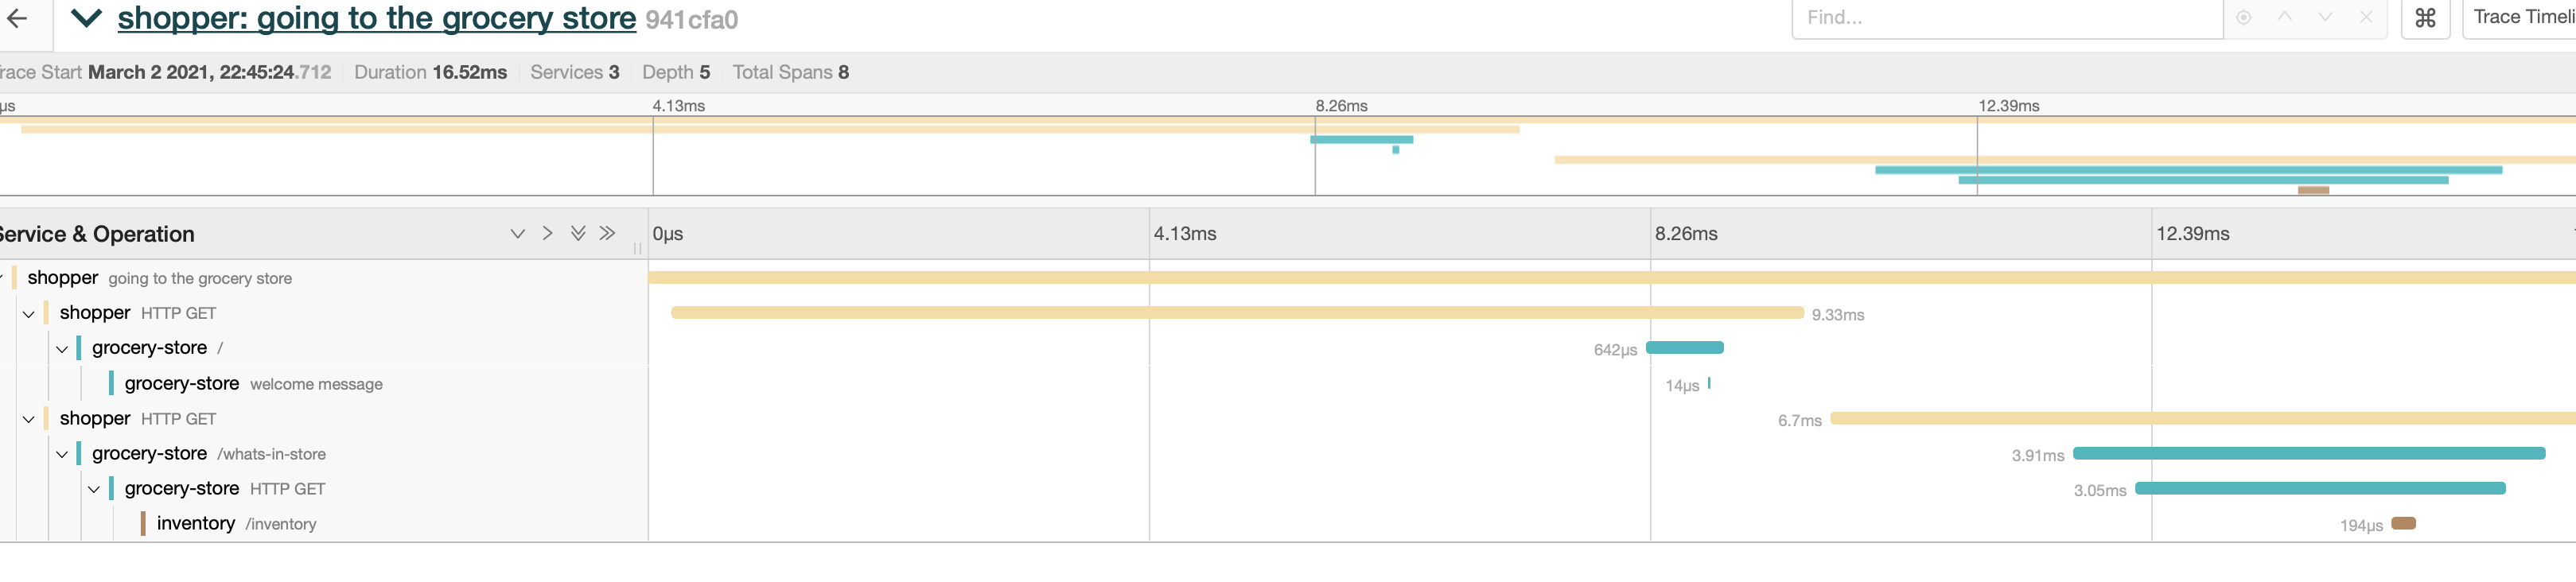 shopper: going to the grocery store 941cfa0 Find... ⌘ Trace Timeli
race Start March 2 2021, 22:45:24.712 Duration 16.52ms Services 3 Depth 5 Total Spans 8
μs 4.13ms 8.26ms 12.39ms
Service & Operation 0μs 4.13ms 8.26ms 12.39ms
shopper going to the grocery store
shopper HTTP GET 9.33ms
grocery-store / 642μs
grocery-store welcome message 14μs
shopper HTTP GET 6.7ms
grocery-store /whats-in-store 3.91ms
grocery-store HTTP GET 3.05ms
inventory /inventory 194μs